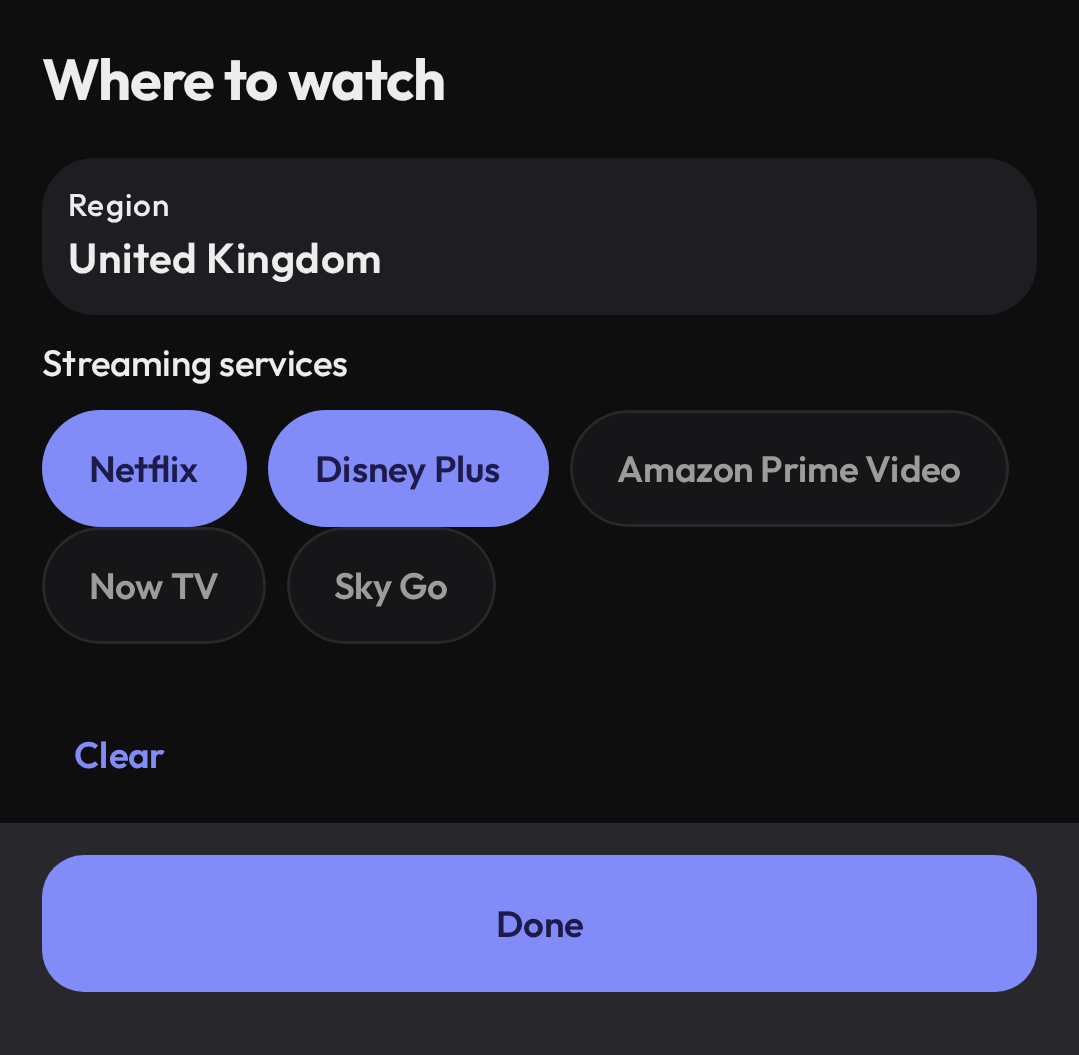 Where to watch
Region
United Kingdom
Streaming services
Netflix Disney Plus Amazon Prime Video
Now TV Sky Go
Clear
Done